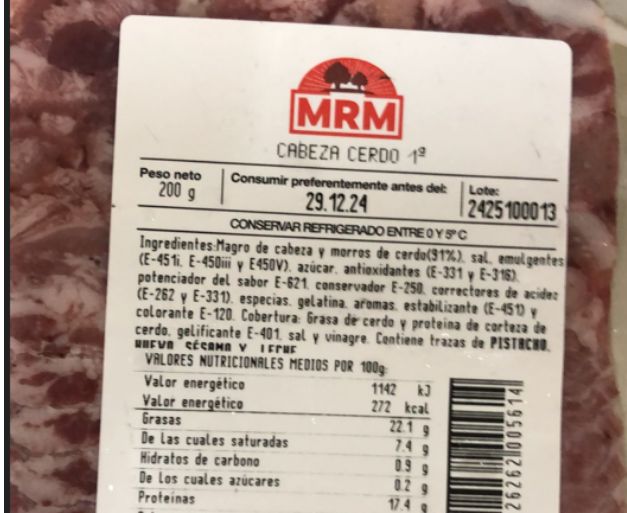 MRM
CABEZA CERDO 1ª
Peso neto
200 g
Consumir preferentemente antes del:
29.12.24
Lote:
2425100013
CONSERVAR REFRIGERADO ENTRE 0 Y 5º C
Ingredientes:Magro de cabeza y morros de cerdo(91%), sal, emulgentes
(E-451i, E-450iii y E450V), azúcar, antioxidantes (E-331 y E-316),
potenciador del sabor E-621, conservador E-250, correctores de acidez
(E-262 y E-331), especias, gelatina, aromas, estabilizante (E-451) y
colorante E-120. Cobertura: Grasa de cerdo y proteina de corteza de
cerdo, gelificante E-401, sal y vinagre. Contiene trazas de PISTACHO,
HUEVO, SÉSAMO Y LECHE
VALORES NUTRICIONALES MEDIOS POR 100g:
Valor energético 1142 kJ
Valor energético 272 kcal
Grasas 22.1 g
De Las cuales saturadas 7.4 g
Hidratos de carbono 0.9 g
De Los cuales azúcares 0.2 g
Proteinas 17.4 g
26262005614